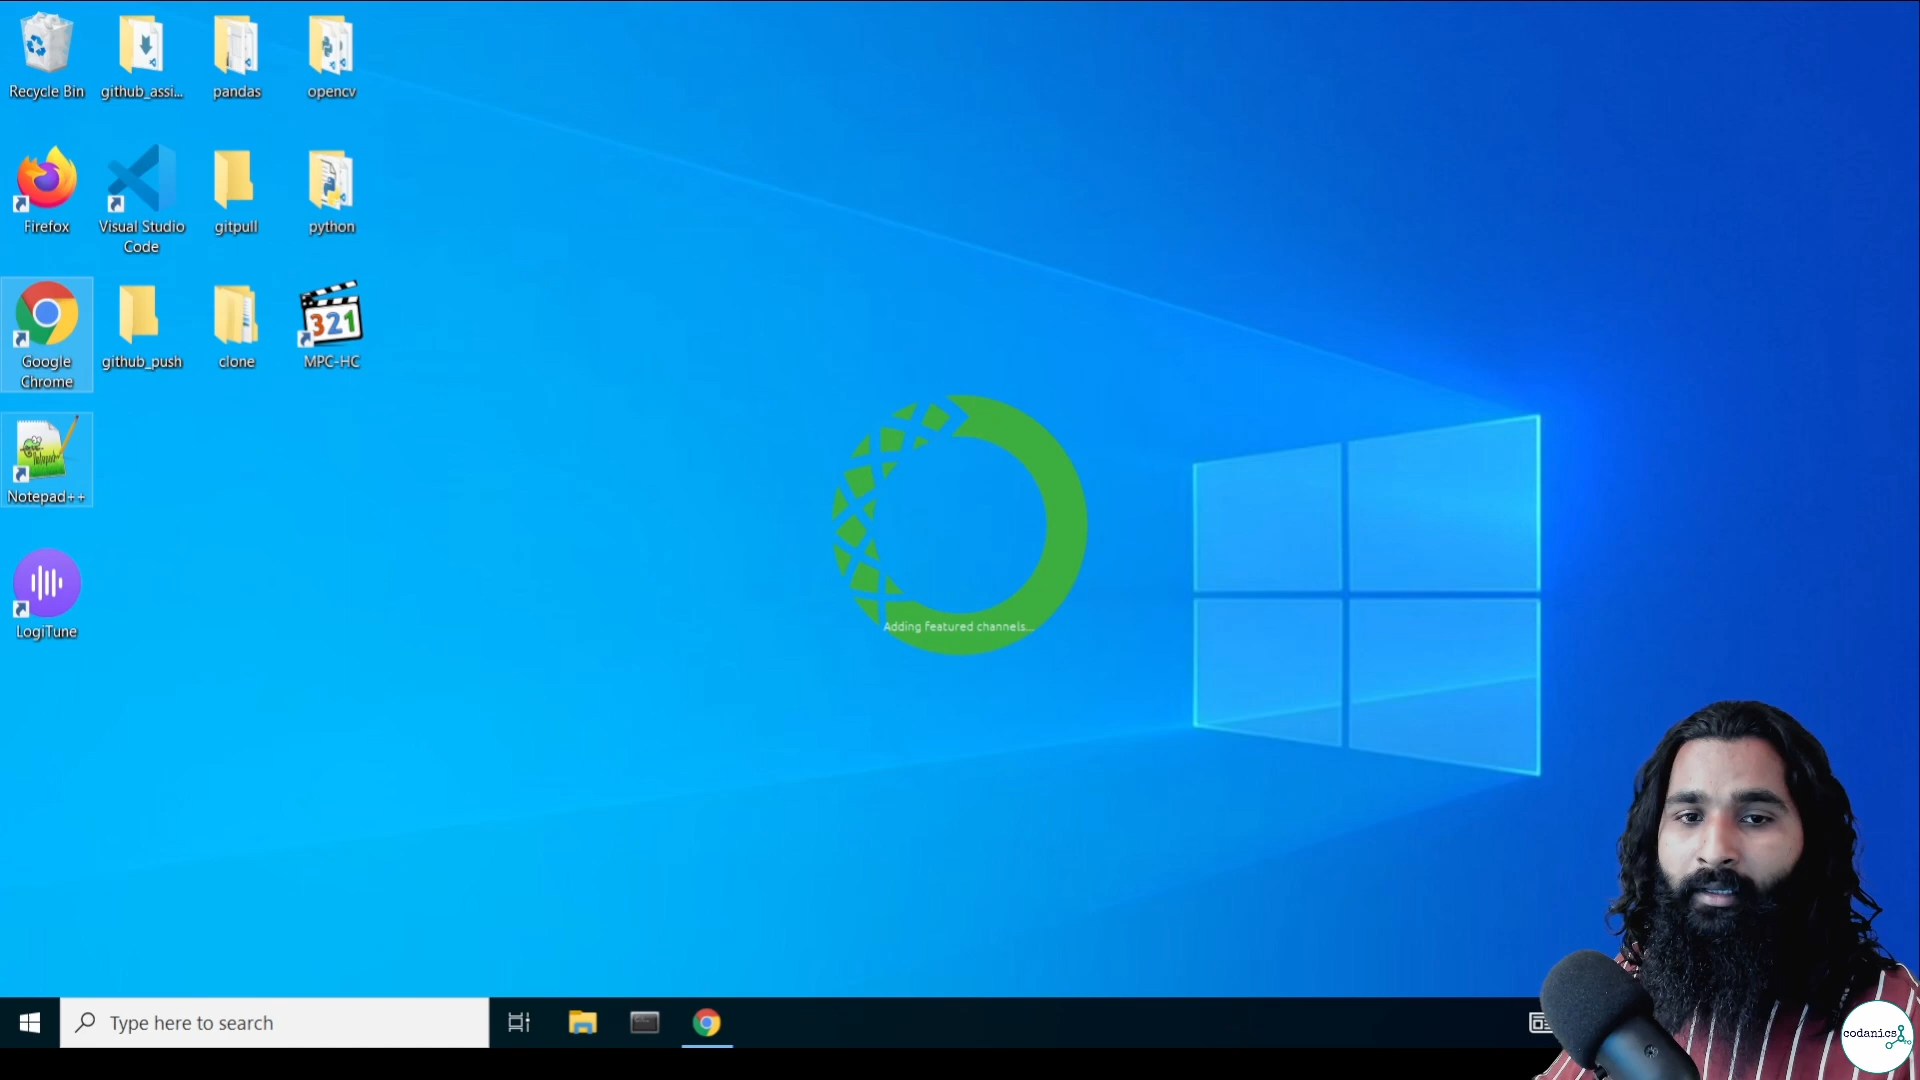 Recycle Bin
github_assi...
pandas
opencv
Firefox
Visual Studio
Code
gitpull
python
Google
Chrome
github_push
clone
321
MPC-HC
Notepad++
LogiTune
Adding featured channels...
Type here to search
codanics